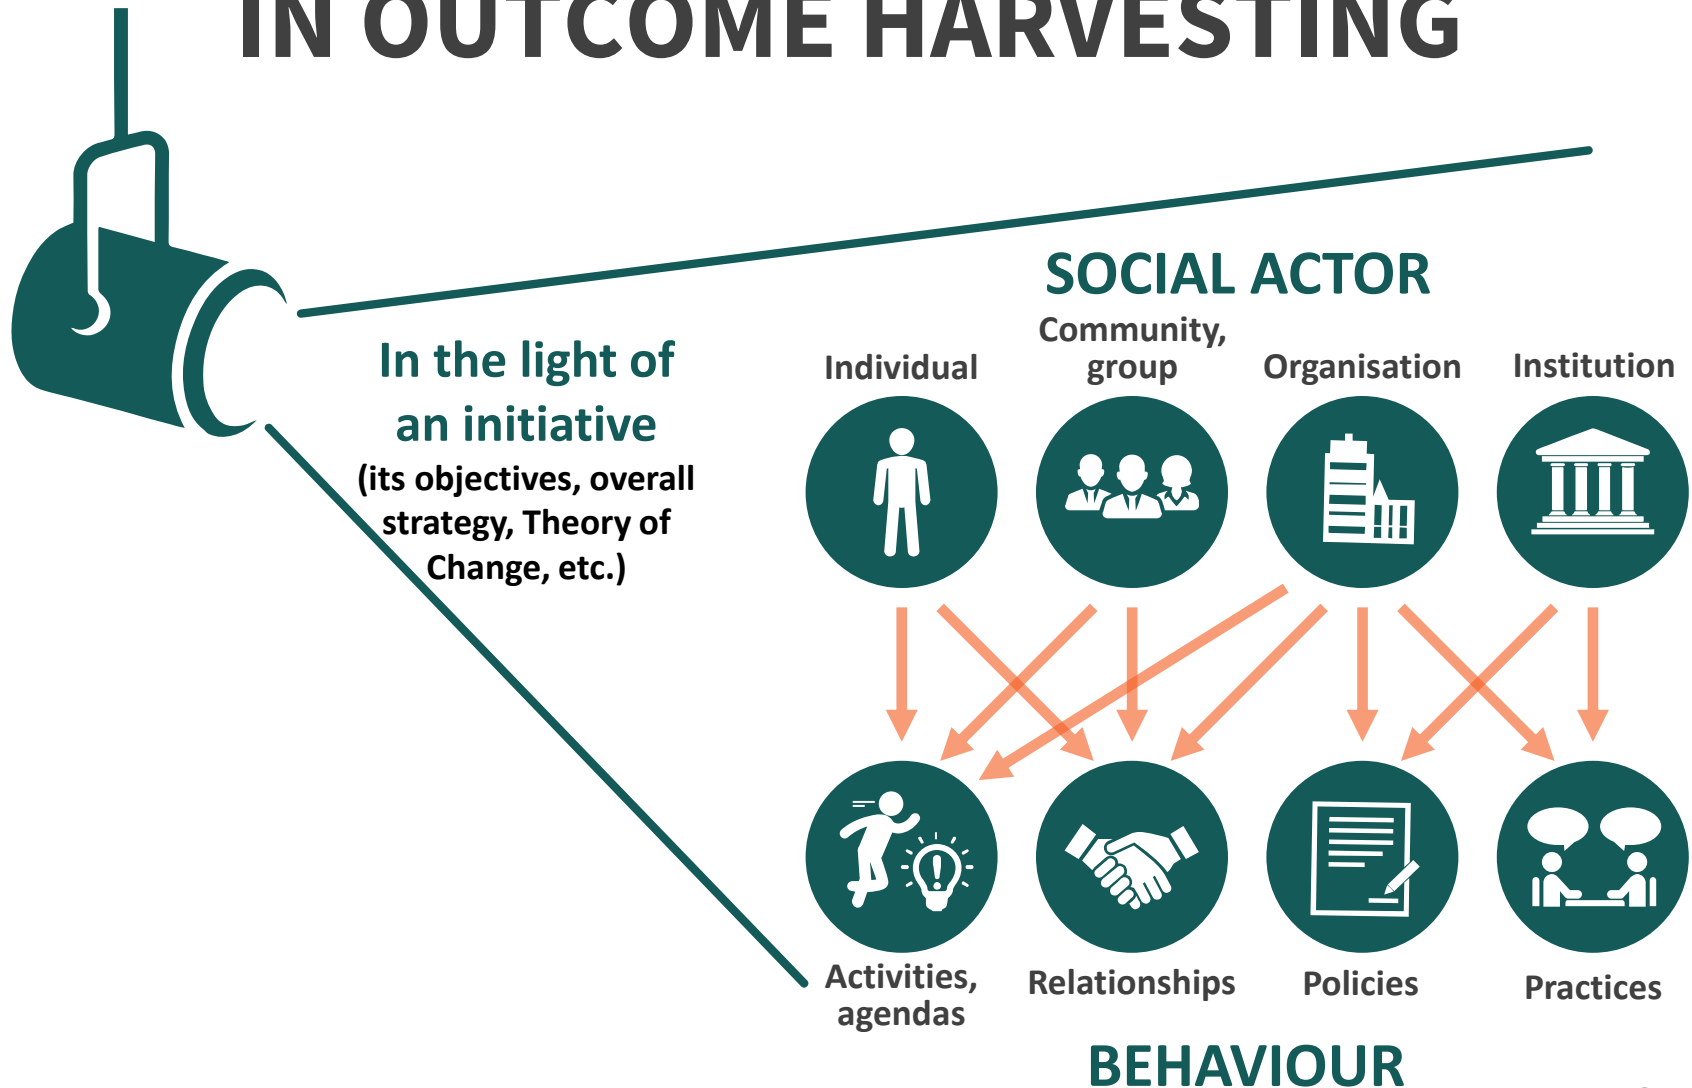 IN OUTCOME HARVESTING
In the light of
an initiative
(its objectives, overall
strategy, Theory of
Change, etc.)
SOCIAL ACTOR
Individual
Community,
group
Organisation
Institution
Activities,
agendas
Relationships
Policies
Practices
BEHAVIOUR